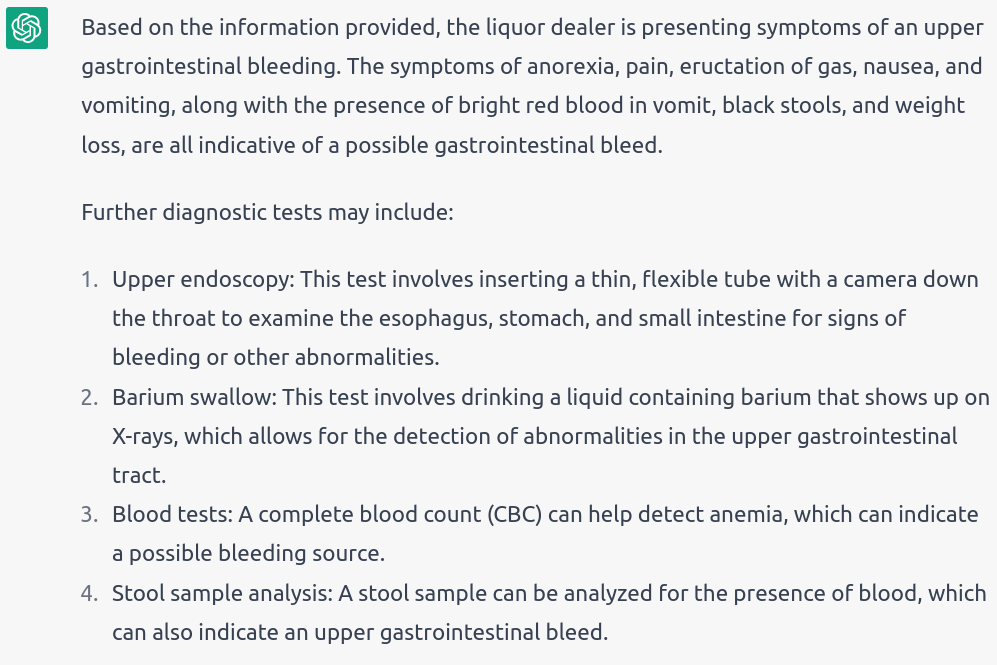 Based on the information provided, the liquor dealer is presenting symptoms of an upper
gastrointestinal bleeding. The symptoms of anorexia, pain, eructation of gas, nausea, and
vomiting, along with the presence of bright red blood in vomit, black stools, and weight
loss, are all indicative of a possible gastrointestinal bleed.
Further diagnostic tests may include:
1. Upper endoscopy: This test involves inserting a thin, flexible tube with a camera down
the throat to examine the esophagus, stomach, and small intestine for signs of
bleeding or other abnormalities.
2. Barium swallow: This test involves drinking a liquid containing barium that shows up on
X-rays, which allows for the detection of abnormalities in the upper gastrointestinal
tract.
3. Blood tests: A complete blood count (CBC) can help detect anemia, which can indicate
a possible bleeding source.
4. Stool sample analysis: A stool sample can be analyzed for the presence of blood, which
can also indicate an upper gastrointestinal bleed.